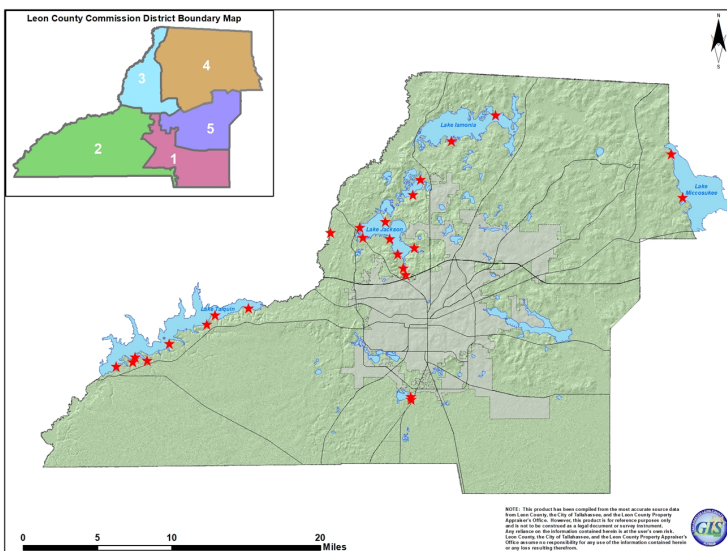 Leon County Commission District Boundary Map
3
4
5
2
1
N
S
Lake Iamonia
Lake
Miccosukee
Lake Jackson
Lake Talquin
0 5 10 20
Miles
NOTE: This product has been compiled from the most accurate source data
from Leon County, the City of Tallahassee, and the Leon County Property
Appraiser's Office. However, this product is for reference purposes only
and is not to be construed as a legal document or survey instrument.
Any reliance on the information contained herein is at the user's own risk.
Leon County, the City of Tallahassee, and the Leon County Property Appraiser's
Office assume no responsibility for any use of the information contained herein
or any loss resulting therefrom.
GIS